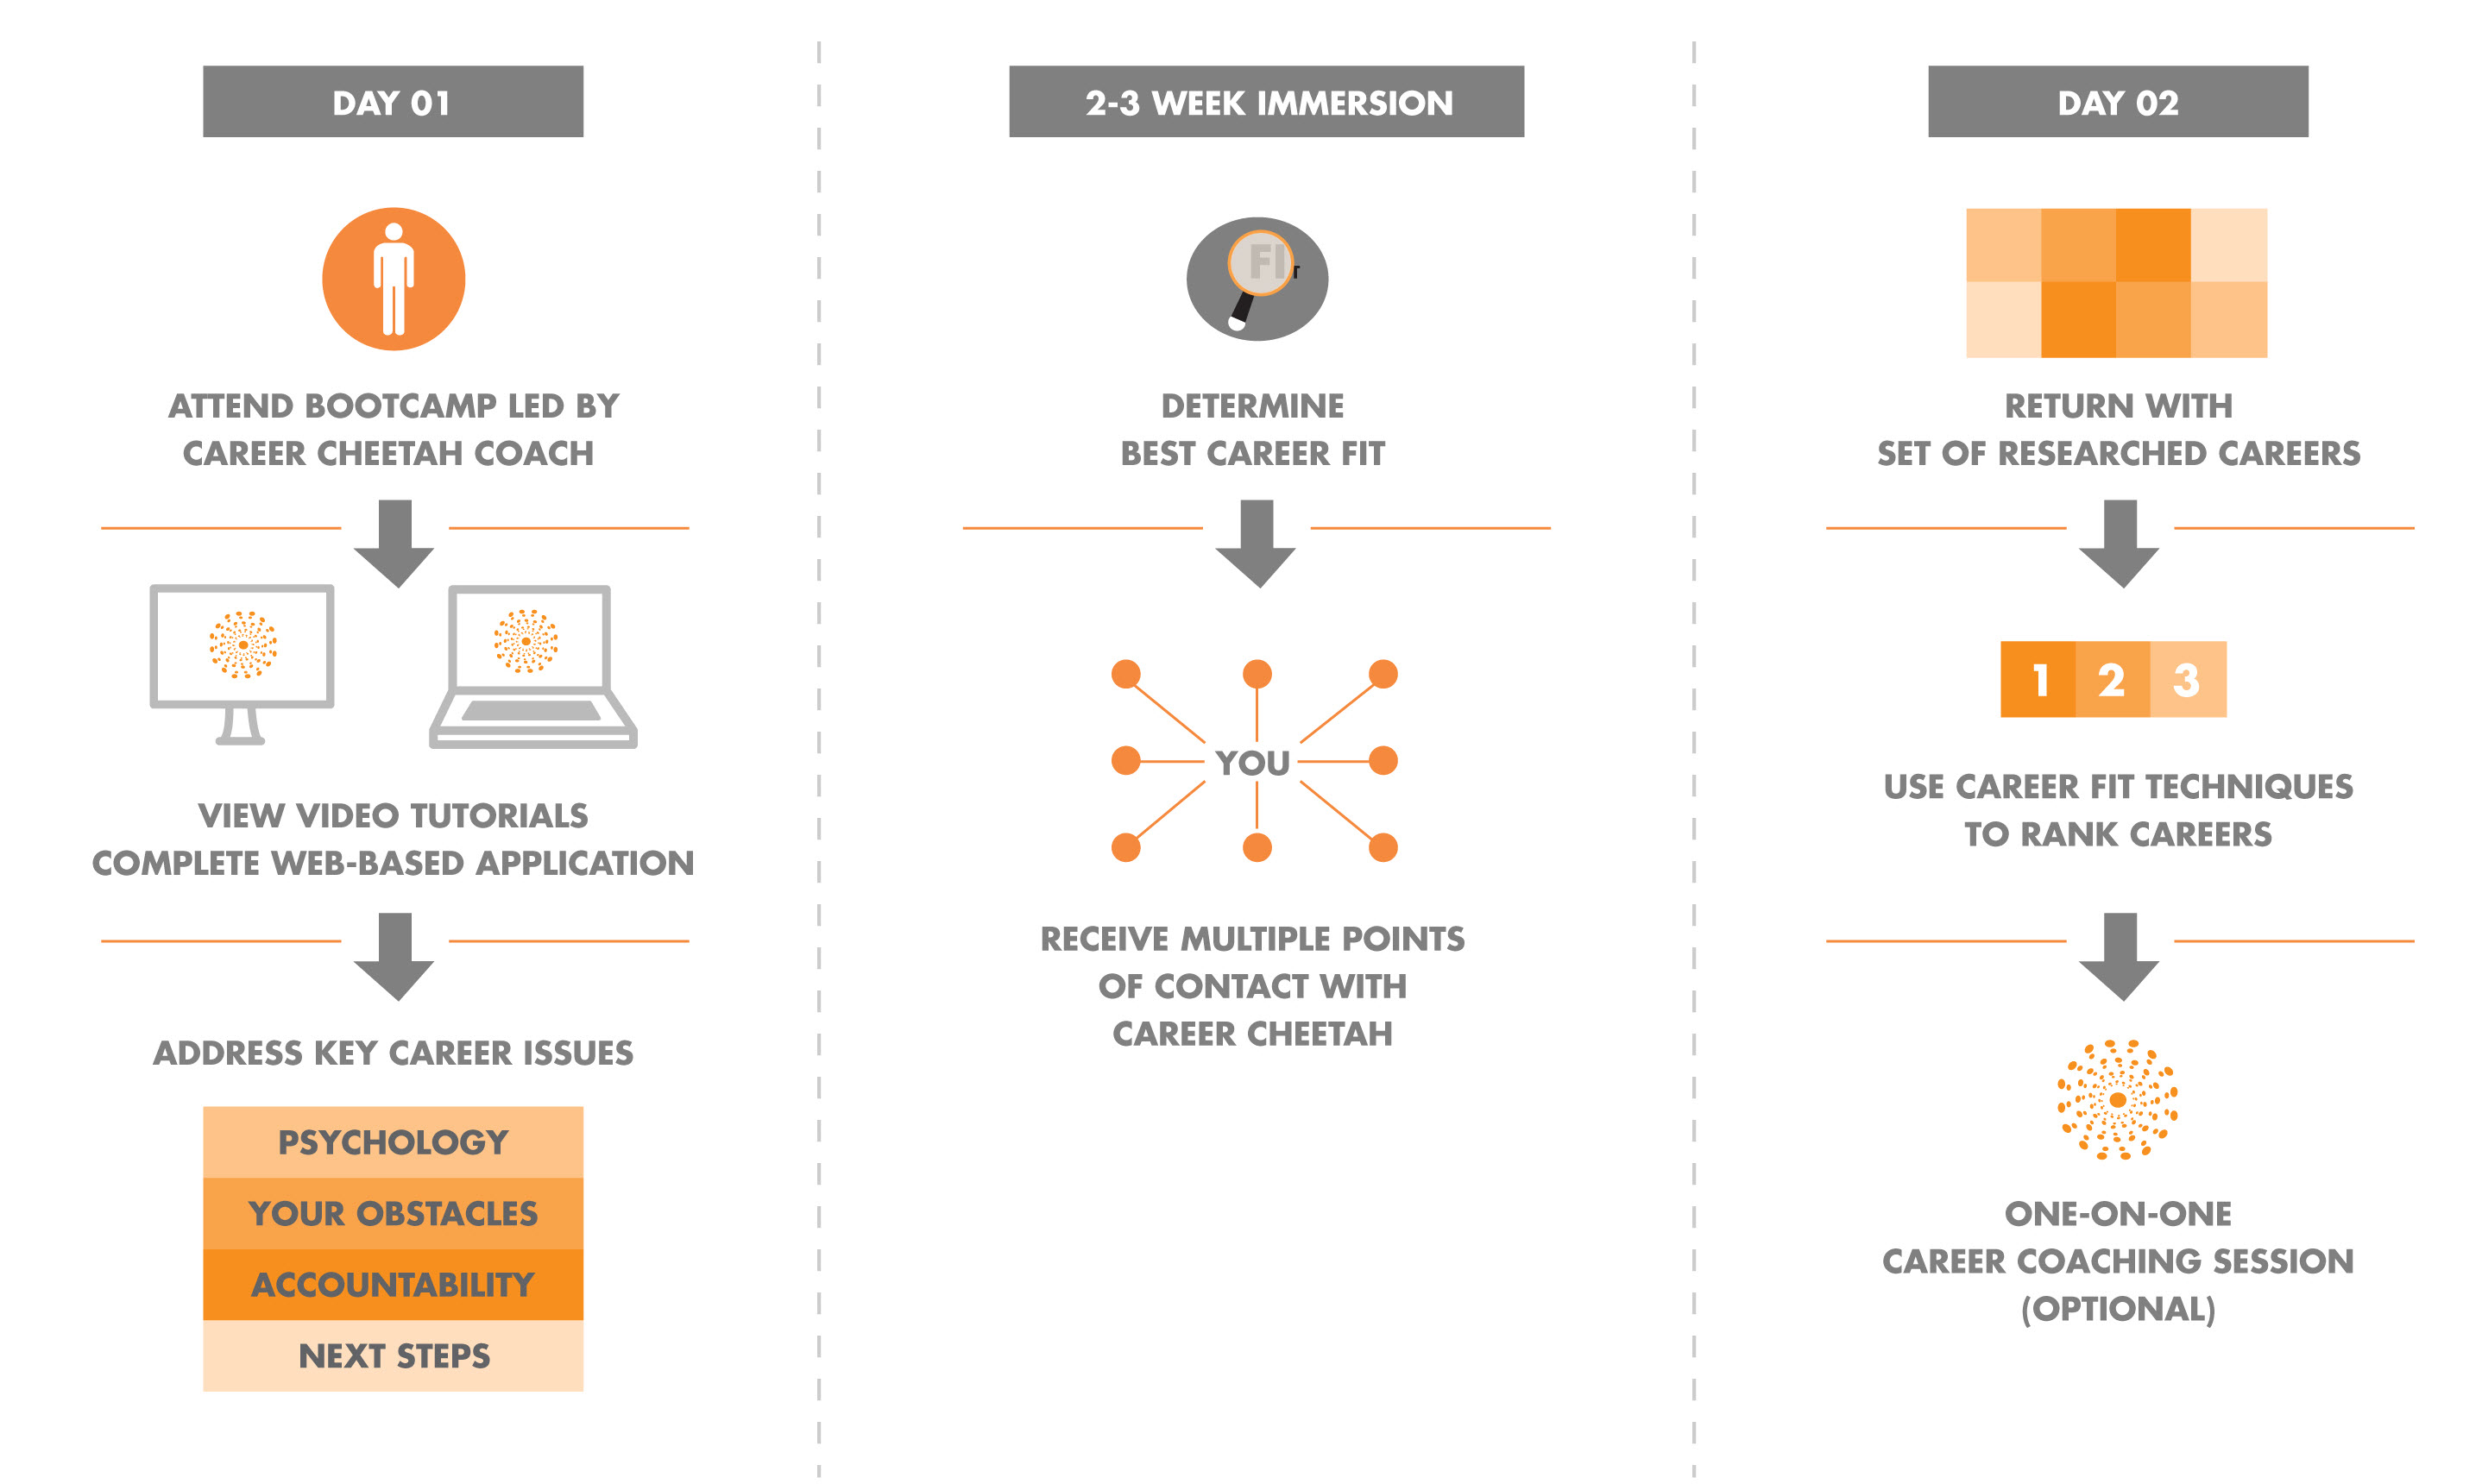 DAY 01
ATTEND BOOTCAMP LED BY
CAREER CHEETAH COACH
VIEW VIDEO TUTORIALS
COMPLETE WEB-BASED APPLICATION
ADDRESS KEY CAREER ISSUES
PSYCHOLOGY
YOUR OBSTACLES
ACCOUNTABILITY
NEXT STEPS
2-3 WEEK IMMERSION
FI
DETERMINE
BEST CAREER FIT
YOU
RECEIVE MULTIPLE POINTS
OF CONTACT WITH
CAREER CHEETAH
DAY 02
RETURN WITH
SET OF RESEARCHED CAREERS
1 2 3
USE CAREER FIT TECHNIQUES
TO RANK CAREERS
ONE-ON-ONE
CAREER COACHING SESSION
(OPTIONAL)